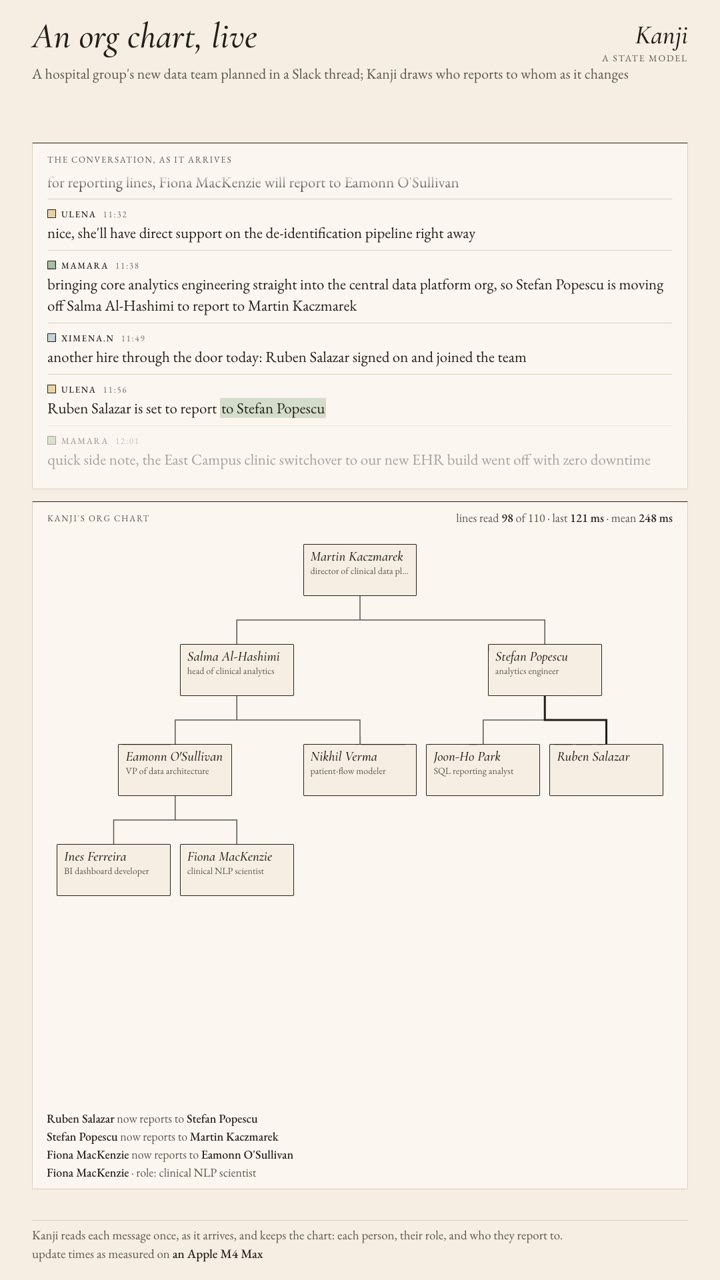 An org chart, live
Kanji
A STATE MODEL
A hospital group's new data team planned in a Slack thread; Kanji draws who reports to whom as it changes
THE CONVERSATION, AS IT ARRIVES
for reporting lines, Fiona MacKenzie will report to Eamonn O'Sullivan
ULENA 11:32
nice, she'll have direct support on the de-identification pipeline right away
MAMARA 11:38
bringing core analytics engineering straight into the central data platform org, so Stefan Popescu is moving
off Salma Al-Hashimi to report to Martin Kaczmarek
XIMENA.N 11:49
another hire through the door today: Ruben Salazar signed on and joined the team
ULENA 11:56
Ruben Salazar is set to report to Stefan Popescu
MAMARA 12:01
quick side note, the East Campus clinic switchover to our new EHR build went off with zero downtime
KANJI'S ORG CHART
lines read 98 of 110 · last 121 ms · mean 248 ms
Martin Kaczmarek
director of clinical data pl...
Salma Al-Hashimi
head of clinical analytics
Stefan Popescu
analytics engineer
Eamonn O'Sullivan
VP of data architecture
Nikhil Verma
patient-flow modeler
Joon-Ho Park
SQL reporting analyst
Ruben Salazar
Ines Ferreira
BI dashboard developer
Fiona MacKenzie
clinical NLP scientist
Ruben Salazar now reports to Stefan Popescu
Stefan Popescu now reports to Martin Kaczmarek
Fiona MacKenzie now reports to Eamonn O'Sullivan
Fiona MacKenzie · role: clinical NLP scientist
Kanji reads each message once, as it arrives, and keeps the chart: each person, their role, and who they report to.
update times as measured on an Apple M4 Max